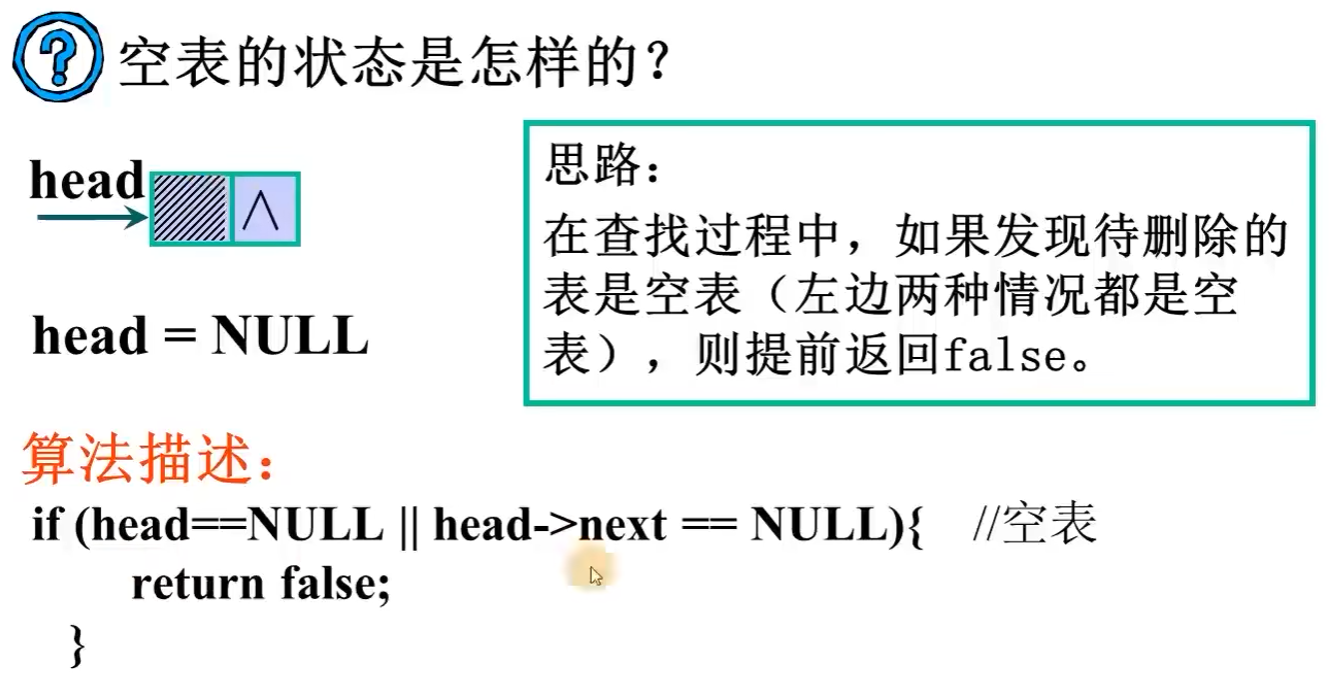 空表的状态是怎样的？
head
∧
head = NULL
思路：
在查找过程中，如果发现待删除的
表是空表（左边两种情况都是空
表），则提前返回false。
算法描述：
if (head==NULL || head->next == NULL){ //空表
return false;
}